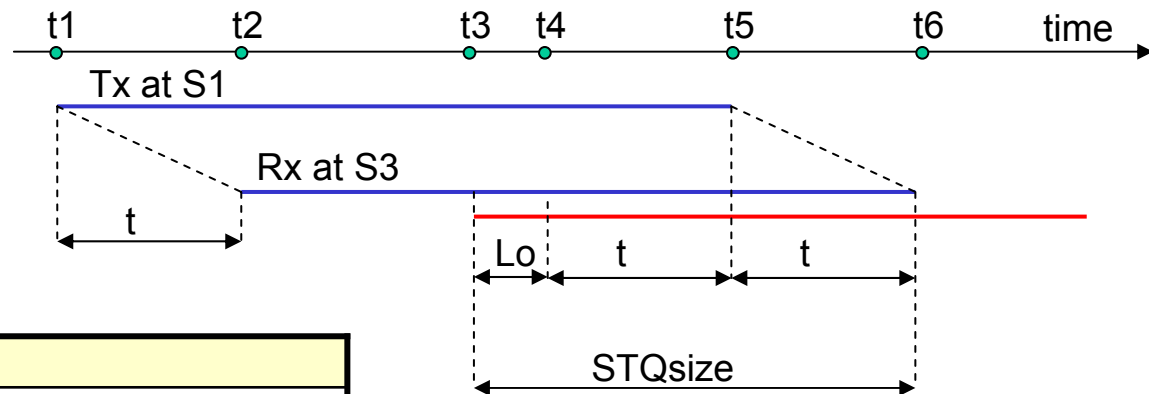 t1 t2 t3 t4 t5 t6 time
Tx at S1
Rx at S3
t Lo t t
STQsize